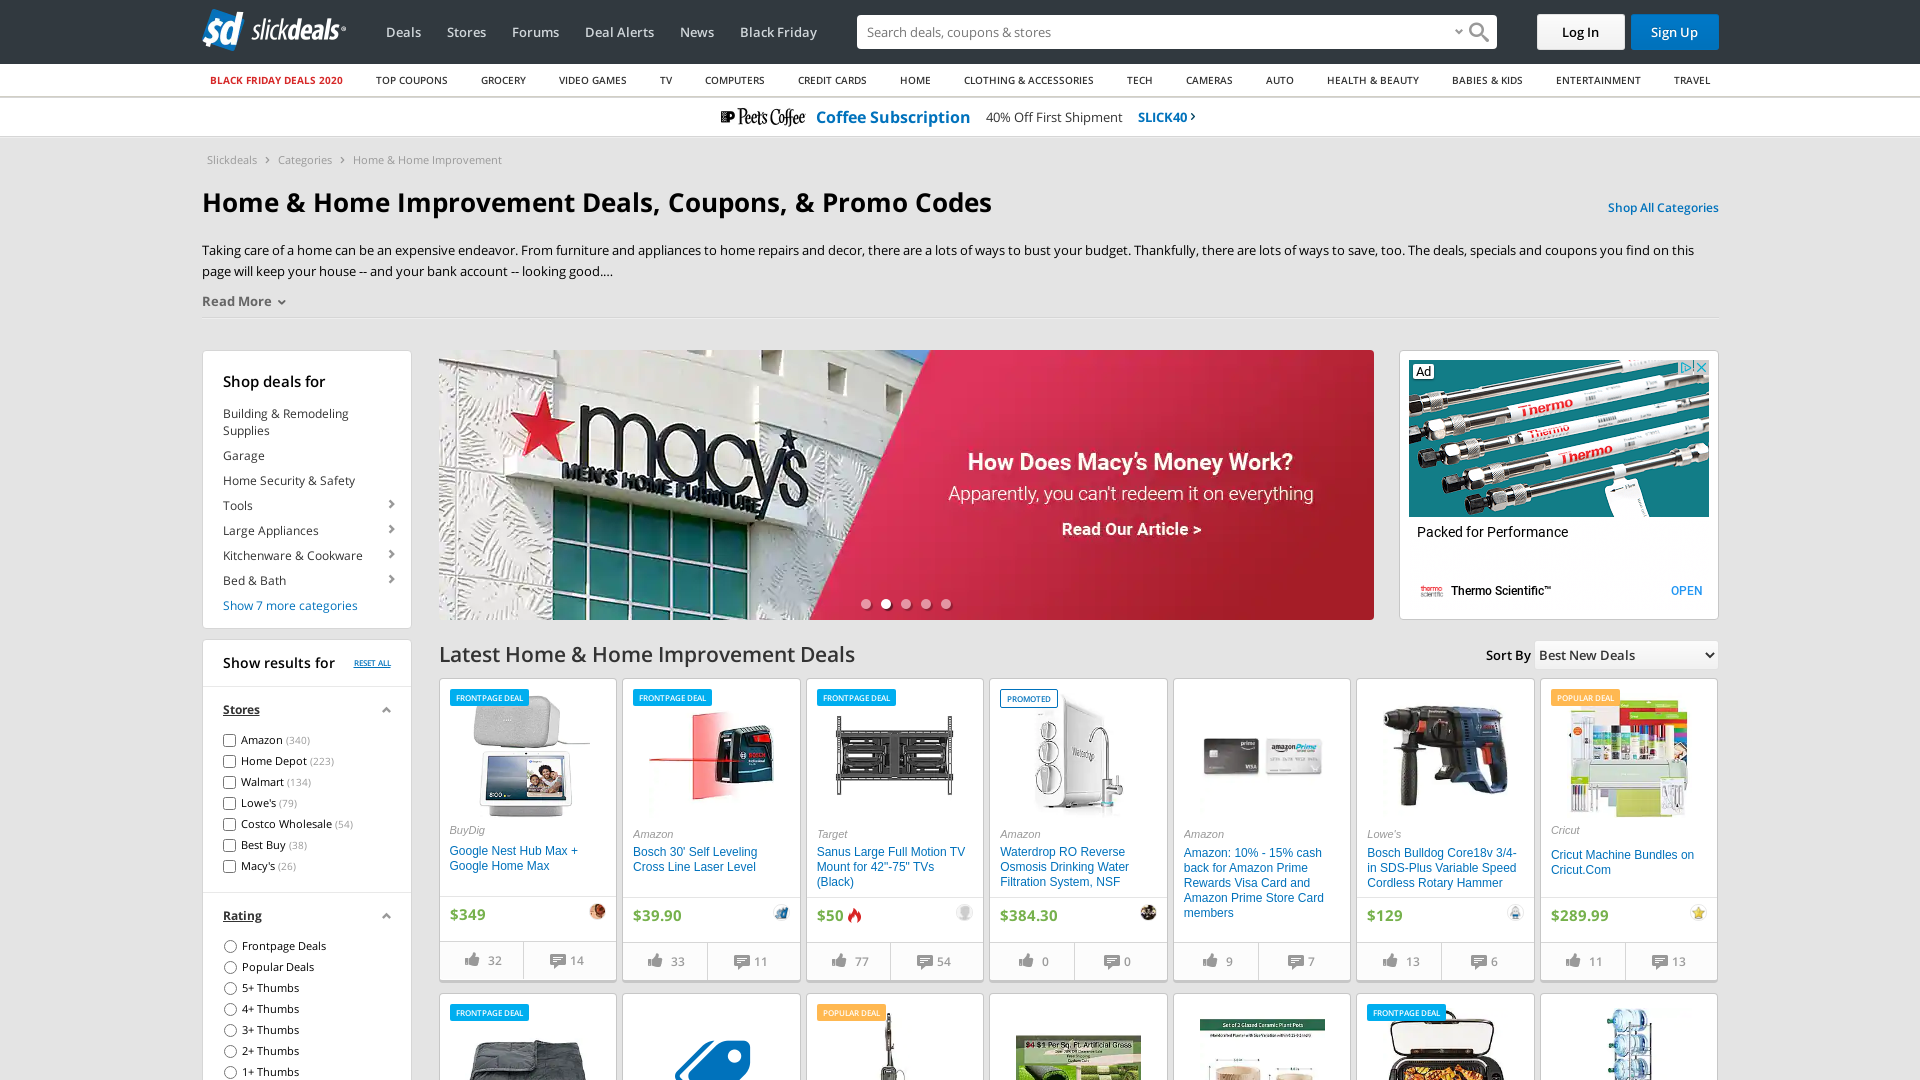 sd slickdeals
Deals
Stores
Forums
Deal Alerts
News
Black Friday
Search deals, coupons & stores
Log In
Sign Up
BLACK FRIDAY DEALS 2020
TOP COUPONS
GROCERY
VIDEO GAMES
TV
COMPUTERS
CREDIT CARDS
HOME
CLOTHING & ACCESSORIES
TECH
CAMERAS
AUTO
HEALTH & BEAUTY
BABIES & KIDS
ENTERTAINMENT
TRAVEL
Peet's Coffee Coffee Subscription 40% Off First Shipment SLICK40
Slickdeals > Categories > Home & Home Improvement
Home & Home Improvement Deals, Coupons, & Promo Codes
Shop All Categories
Taking care of a home can be an expensive endeavor. From furniture and appliances to home repairs and decor, there are a lots of ways to bust your budget. Thankfully, there are lots of ways to save, too. The deals, specials and coupons you find on
page will keep your house -- and your bank account -- looking good....
Read More
Shop deals for
Building & Remodeling
Supplies
Garage
Home Security & Safety
Tools
Large Appliances
Kitchenware & Cookware
Bed & Bath
Show 7 more categories
macy's
MEN'S HOME FURNITURE
How Does Macy's Money Work?
Apparently, you can't redeem it on everything
Read Our Article >
Ad
Thermo
Thermo
Thermo
Packed for Performance
thermo
scientific
Thermo Scientific™
OPEN
Show results for
RESET ALL
Stores
Amazon (340)
Home Depot (223)
Walmart (134)
Lowe's (79)
Costco Wholesale (54)
Best Buy (38)
Macy's (26)
Rating
Frontpage Deals
Popular Deals
5+ Thumbs
4+ Thumbs
3+ Thumbs
2+ Thumbs
1+ Thumbs
Latest Home & Home Improvement Deals
Sort By Best New Deals
FRONTPAGE DEAL
BuyDig
Google Nest Hub Max +
Google Home Max
$349
32
14
FRONTPAGE DEAL
Amazon
Bosch 30' Self Leveling
Cross Line Laser Level
$39.90
33
11
FRONTPAGE DEAL
Target
Sanus Large Full Motion TV
Mount for 42"-75" TVs
(Black)
$50
77
54
PROMOTED
Waterdrop
Amazon
Waterdrop RO Reverse
Osmosis Drinking Water
Filtration System, NSF
$384.30
0
0
prime
VISA
amazonPrime
Amazon
Amazon: 10% - 15% cash
back for Amazon Prime
Rewards Visa Card and
Amazon Prime Store Card
members
9
7
Lowe's
Bosch Bulldog Core18v 3/4-
in SDS-Plus Variable Speed
Cordless Rotary Hammer
$129
13
6
POPULAR DEAL
Cricut
Cricut Machine Bundles on
Cricut.Com
$289.99
11
13
FRONTPAGE DEAL
POPULAR DEAL
$4 $1 Per Sq. Ft. Artificial Grass
Set of 3 Glazed Ceramic Plant Pots
FRONTPAGE DEAL